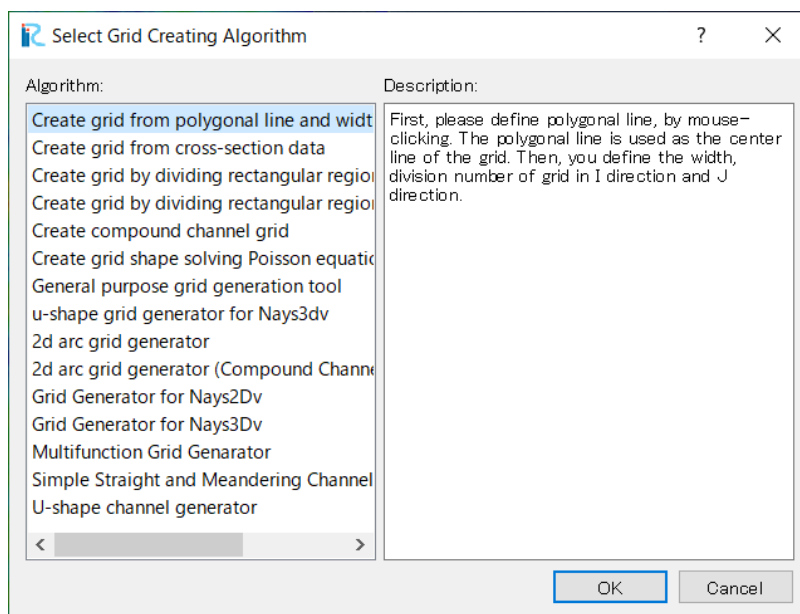 Select Grid Creating Algorithm
Algorithm:
Create grid from polygonal line and widt
Create grid from cross-section data
Create grid by dividing rectangular region
Create grid by dividing rectangular region
Create compound channel grid
Create grid shape solving Poisson equatic
General purpose grid generation tool
u-shape grid generator for Nays3dv
2d arc grid generator
2d arc grid generator (Compound Channe
Grid Generator for Nays2Dv
Grid Generator for Nays3Dv
Multifunction Grid Genarator
Simple Straight and Meandering Channel
U-shape channel generator
Description:
First, please define polygonal line, by mouse-
clicking. The polygonal line is used as the center
line of the grid. Then, you define the width,
division number of grid in I direction and J
direction.
OK
Cancel